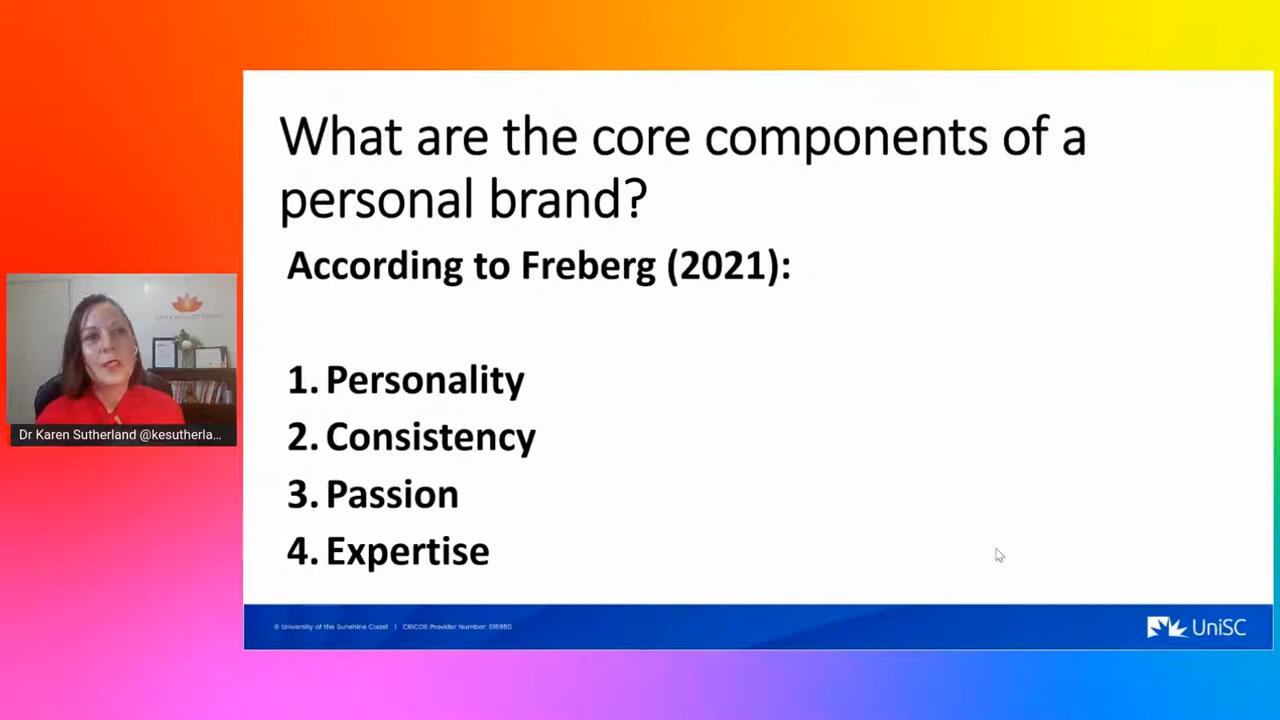 What are the core components of a
personal brand?
According to Freberg (2021):
1. Personality
2. Consistency
3. Passion
4. Expertise
Dr Karen Sutherland @kesutherla...
© University of the Sunshine Coast | CRICOS Provider Number: 01595D
UniSC